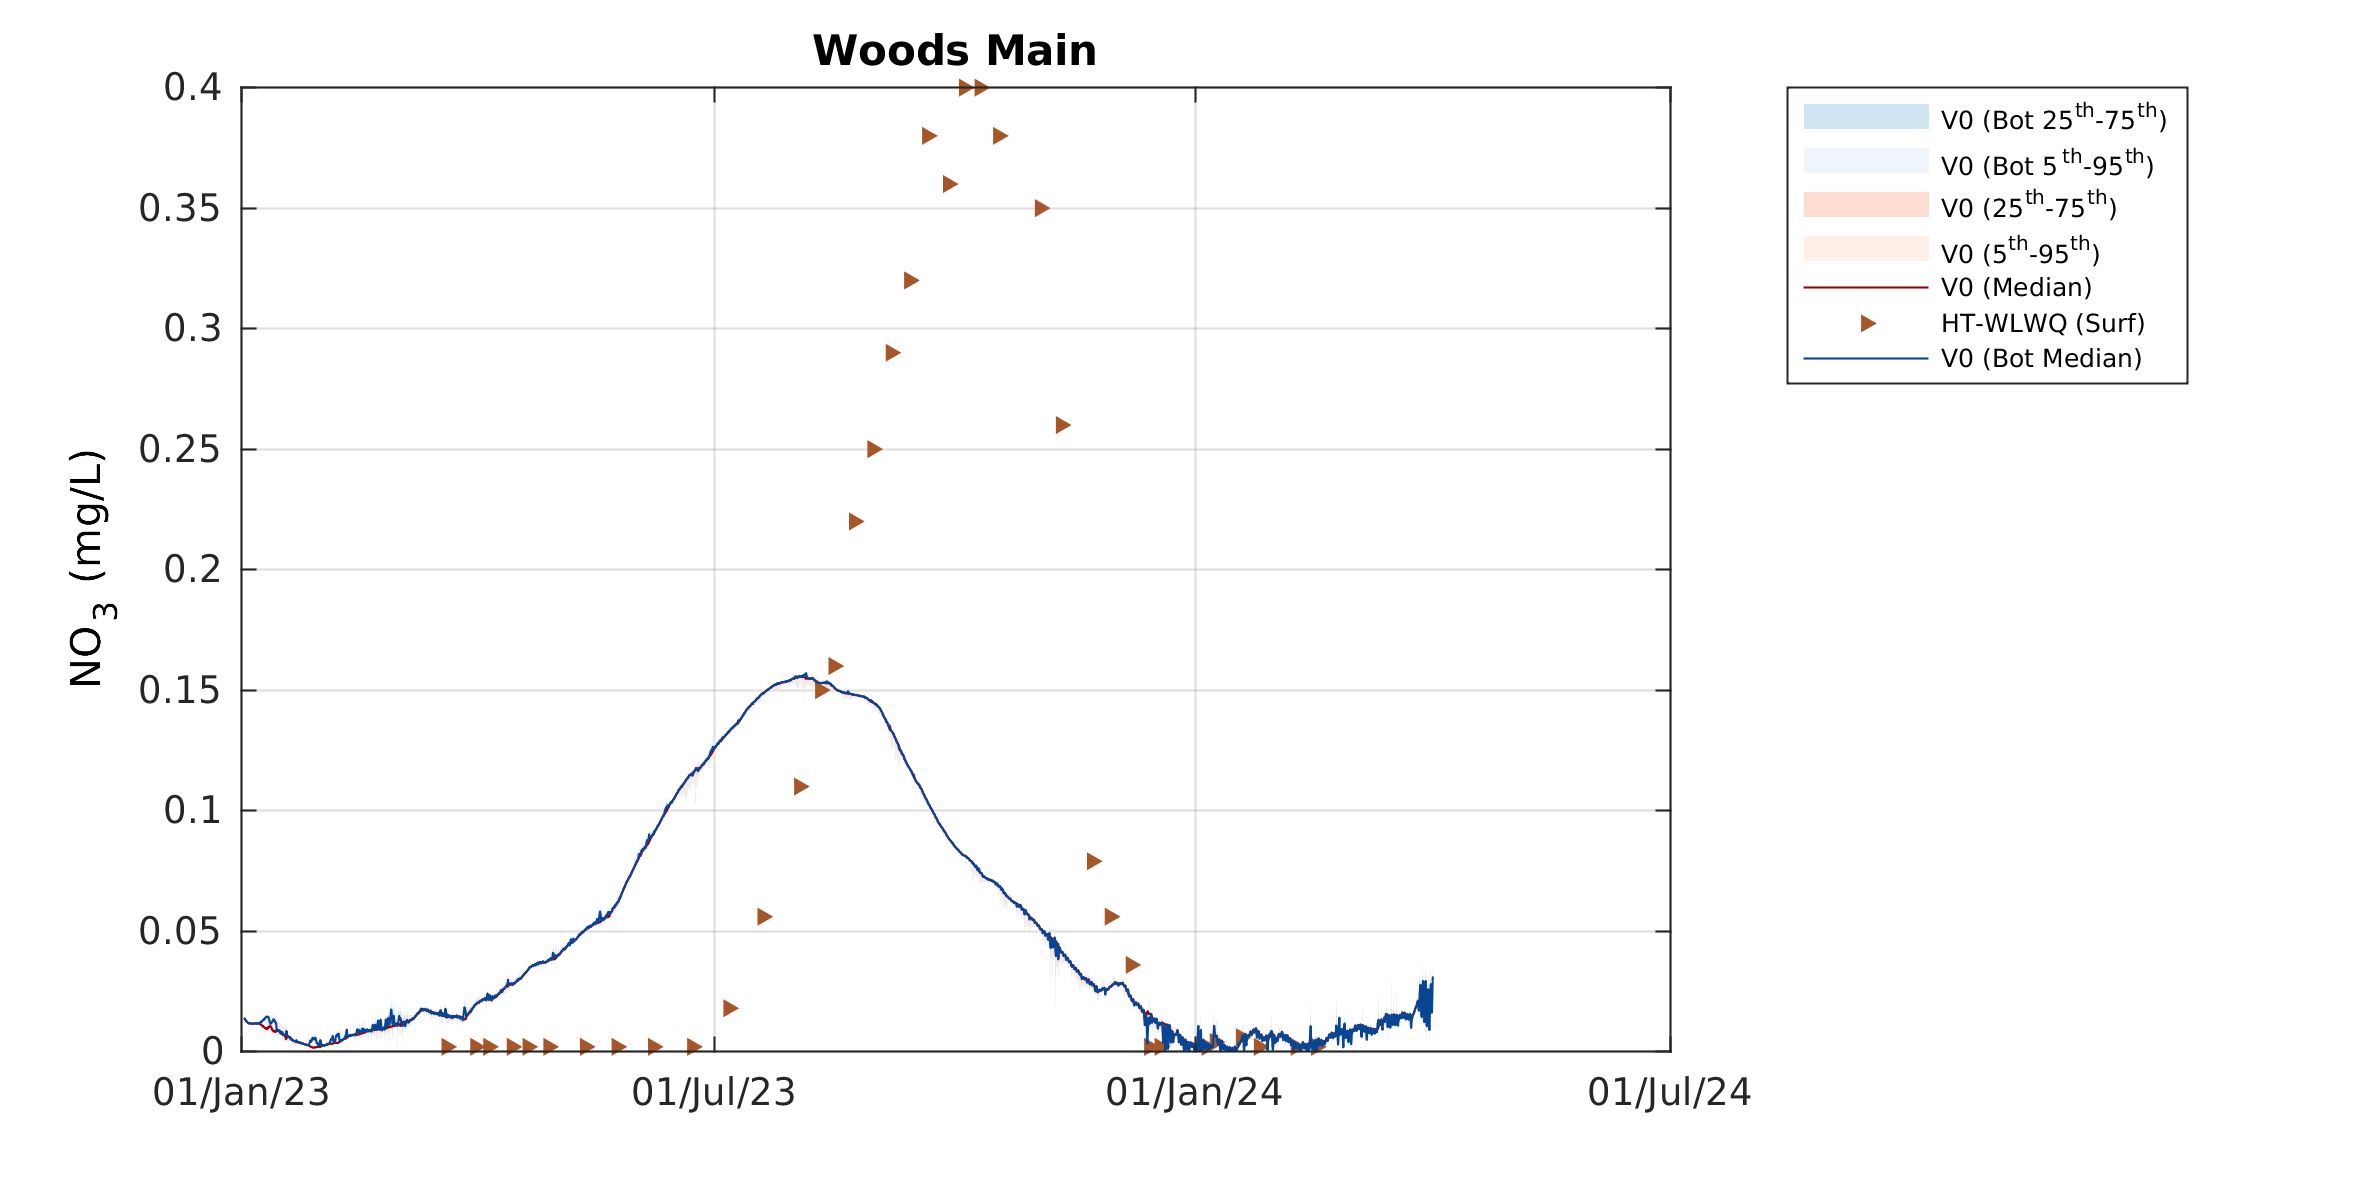 Woods Main
0.4
0.35
0.3
0.25
0.2
0.15
0.1
0.05
0
NO3 (mg/L)
01/Jan/23
01/Jul/23
01/Jan/24
01/Jul/24
V0 (Bot 25th-75th)
V0 (Bot 5th-95th)
V0 (25th-75th)
V0 (5th-95th)
V0 (Median)
HT-WLWQ (Surf)
V0 (Bot Median)